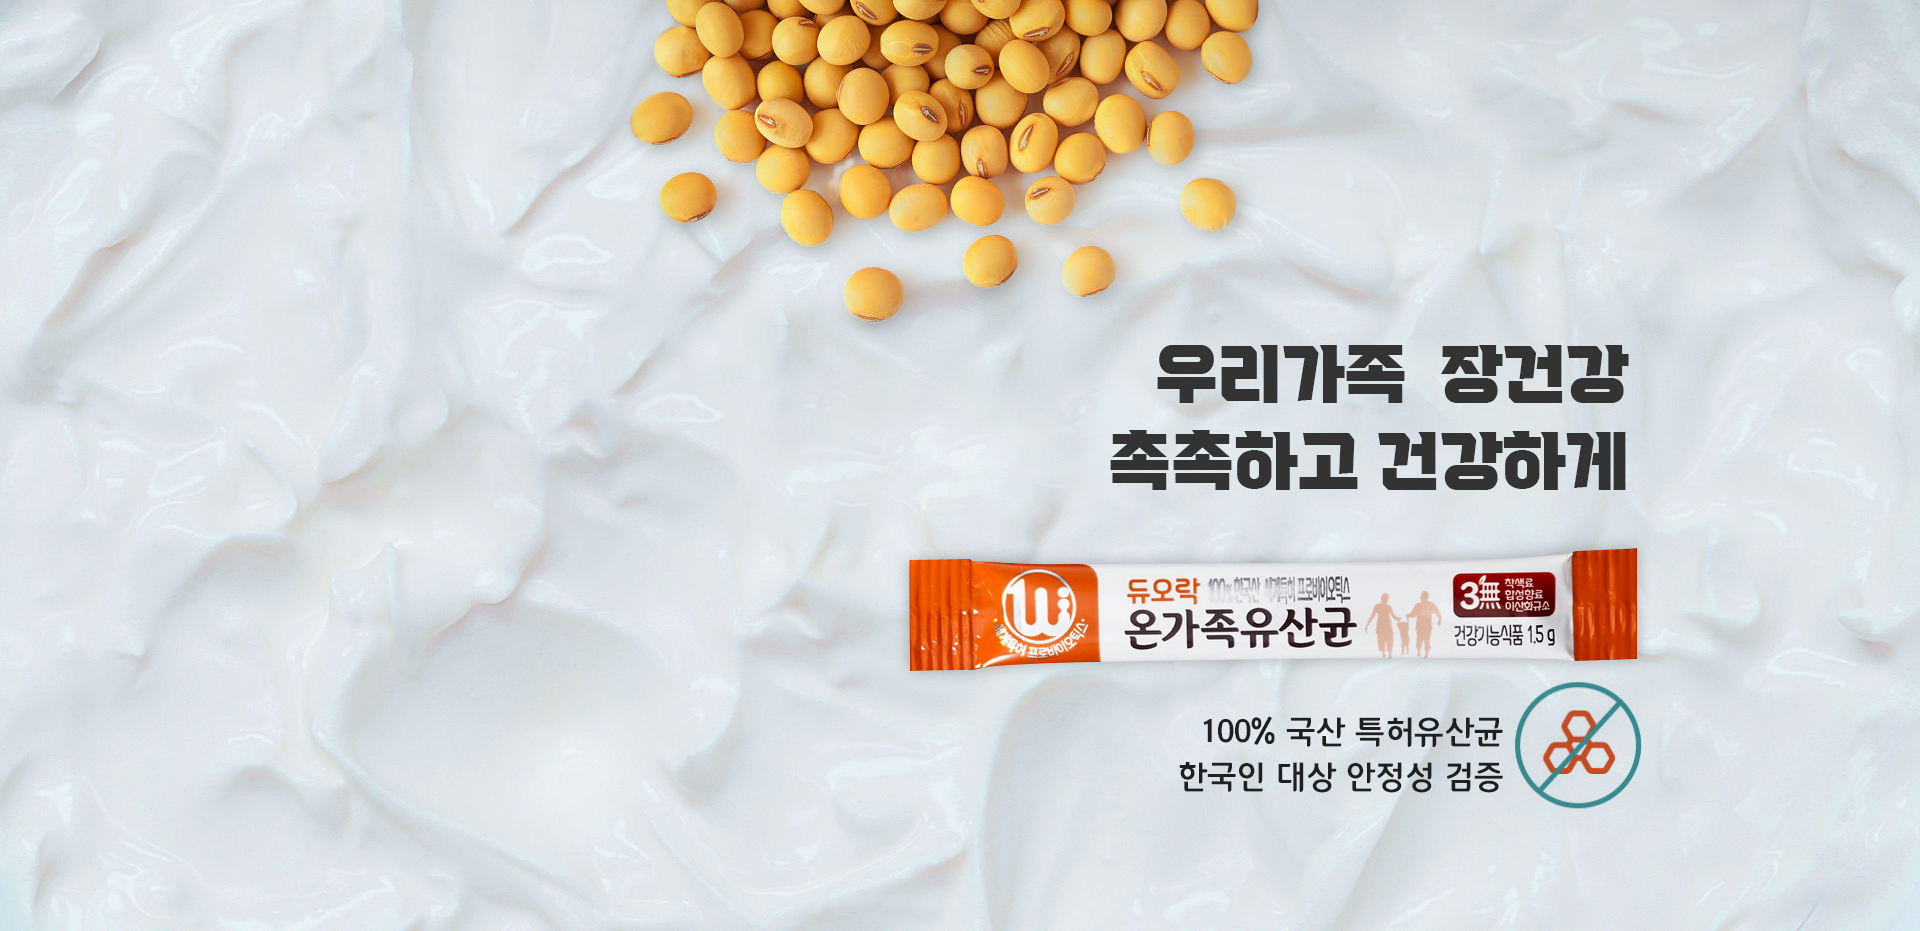 우리가족 장건강
촉촉하고 건강하게
Wi
세계특허 프로바이오틱스
듀오락 100% 한국산 세계특허 프로바이오틱스
온가족유산균
3無 착색료
합성향료
이산화규소
건강기능식품 1.5 g
100% 국산 특허유산균
한국인 대상 안정성 검증